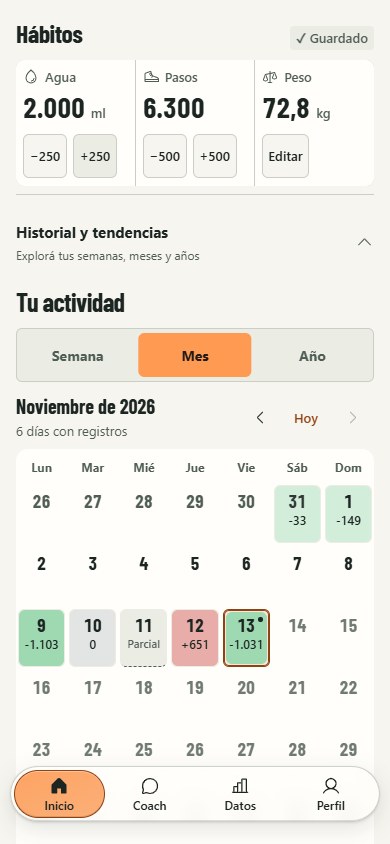 Hábitos
✓ Guardado
Agua
Pasos
Peso
2.000 ml
6.300
72,8 kg
−250
+250
−500
+500
Editar
Historial y tendencias
Explorá tus semanas, meses y años
Tu actividad
Semana
Mes
Año
Noviembre de 2026
6 días con registros
Hoy
Lun Mar Mié Jue Vie Sáb Dom
26 27 28 29 30 31 1
-33 -149
2 3 4 5 6 7 8
9 10 11 12 13 14 15
-1.103 0 Parcial +651 -1.031
16 17 18 19 20 21 22
23 24 25 26 27 28 29
Inicio
Coach
Datos
Perfil